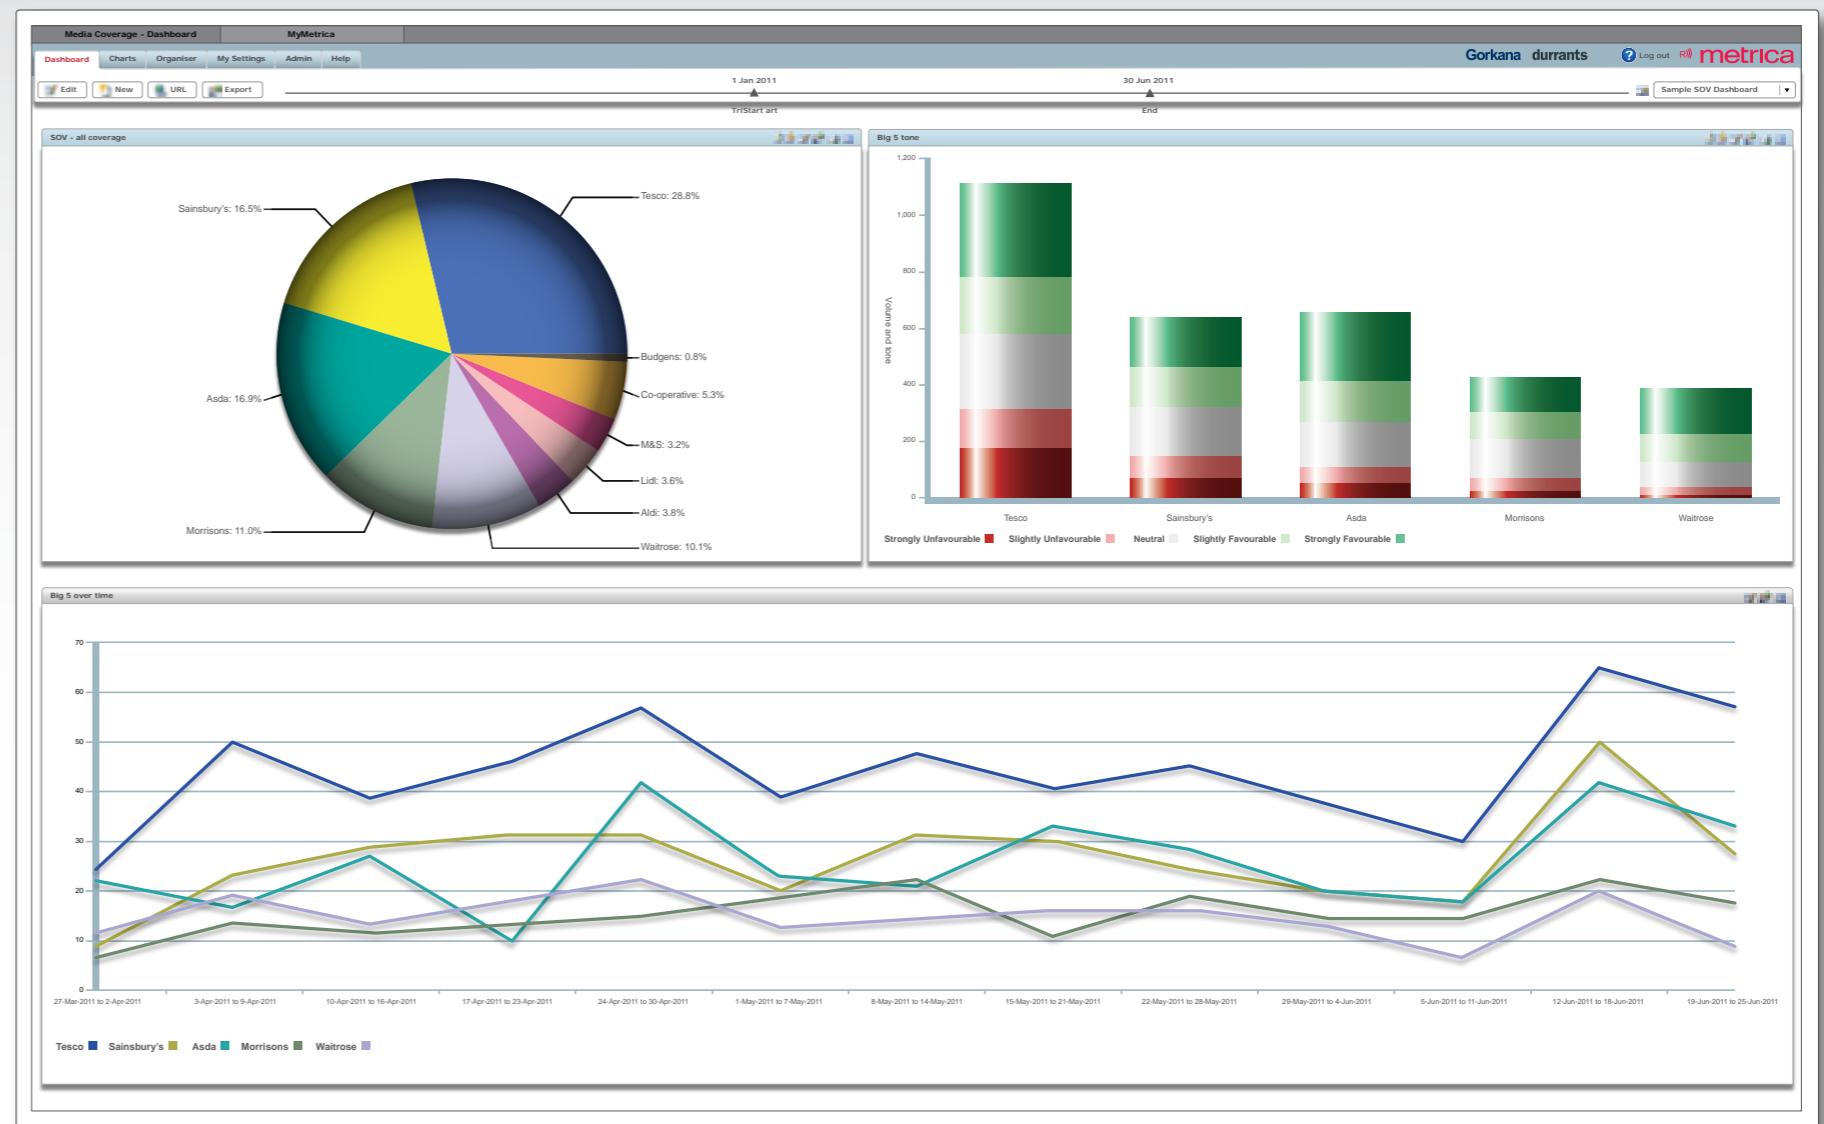 Media Coverage - Dashboard
MyMetrica
Dashboard
Charts
Organiser
My Settings
Admin
Help
Gorkana durrants
? Log out
R)))
metrica
Edit
New
URL
Export
1 Jan 2011
TriStart art
30 Jun 2011
End
Sample SOV Dashboard
SOV - all coverage
Sainsbury's: 16.5%
Tesco: 28.8%
Budgens: 0.8%
Asda: 16.9%
Co-operative: 5.3%
M&S: 3.2%
Lidl: 3.6%
Aldi: 3.8%
Morrisons: 11.0%
Waitrose: 10.1%
Big 5 tone
Volume and tone
1,200
1,000
800
600
400
200
0
Tesco
Sainsbury's
Asda
Morrisons
Waitrose
Strongly Unfavourable
Slightly Unfavourable
Neutral
Slightly Favourable
Strongly Favourable
Big 5 over time
70
60
50
40
30
20
10
0
27-Mar-2011 to 2-Apr-2011
3-Apr-2011 to 9-Apr-2011
10-Apr-2011 to 16-Apr-2011
17-Apr-2011 to 23-Apr-2011
24-Apr-2011 to 30-Apr-2011
1-May-2011 to 7-May-2011
8-May-2011 to 14-May-2011
15-May-2011 to 21-May-2011
22-May-2011 to 28-May-2011
29-May-2011 to 4-Jun-2011
5-Jun-2011 to 11-Jun-2011
12-Jun-2011 to 18-Jun-2011
19-Jun-2011 to 25-Jun-2011
Tesco
Sainsbury's
Asda
Morrisons
Waitrose